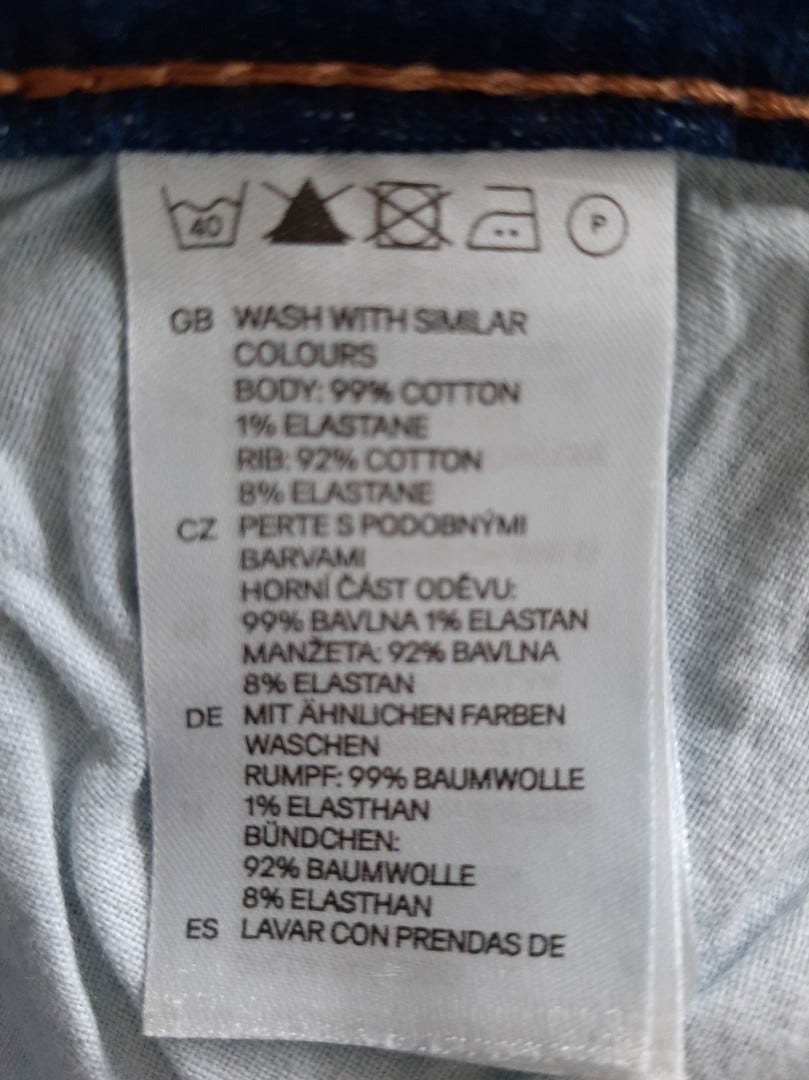 40
P
GB WASH WITH SIMILAR
COLOURS
BODY: 99% COTTON
1% ELASTANE
RIB: 92% COTTON
8% ELASTANE
CZ PERTE S PODOBNÝMI
BARVAMI
HORNÍ ČÁST ODĚVU:
99% BAVLNA 1% ELASTAN
MANŽETA: 92% BAVLNA
8% ELASTAN
DE MIT ÄHNLICHEN FARBEN
WASCHEN
RUMPF: 99% BAUMWOLLE
1% ELASTHAN
BÜNDCHEN:
92% BAUMWOLLE
8% ELASTHAN
ES LAVAR CON PRENDAS DE